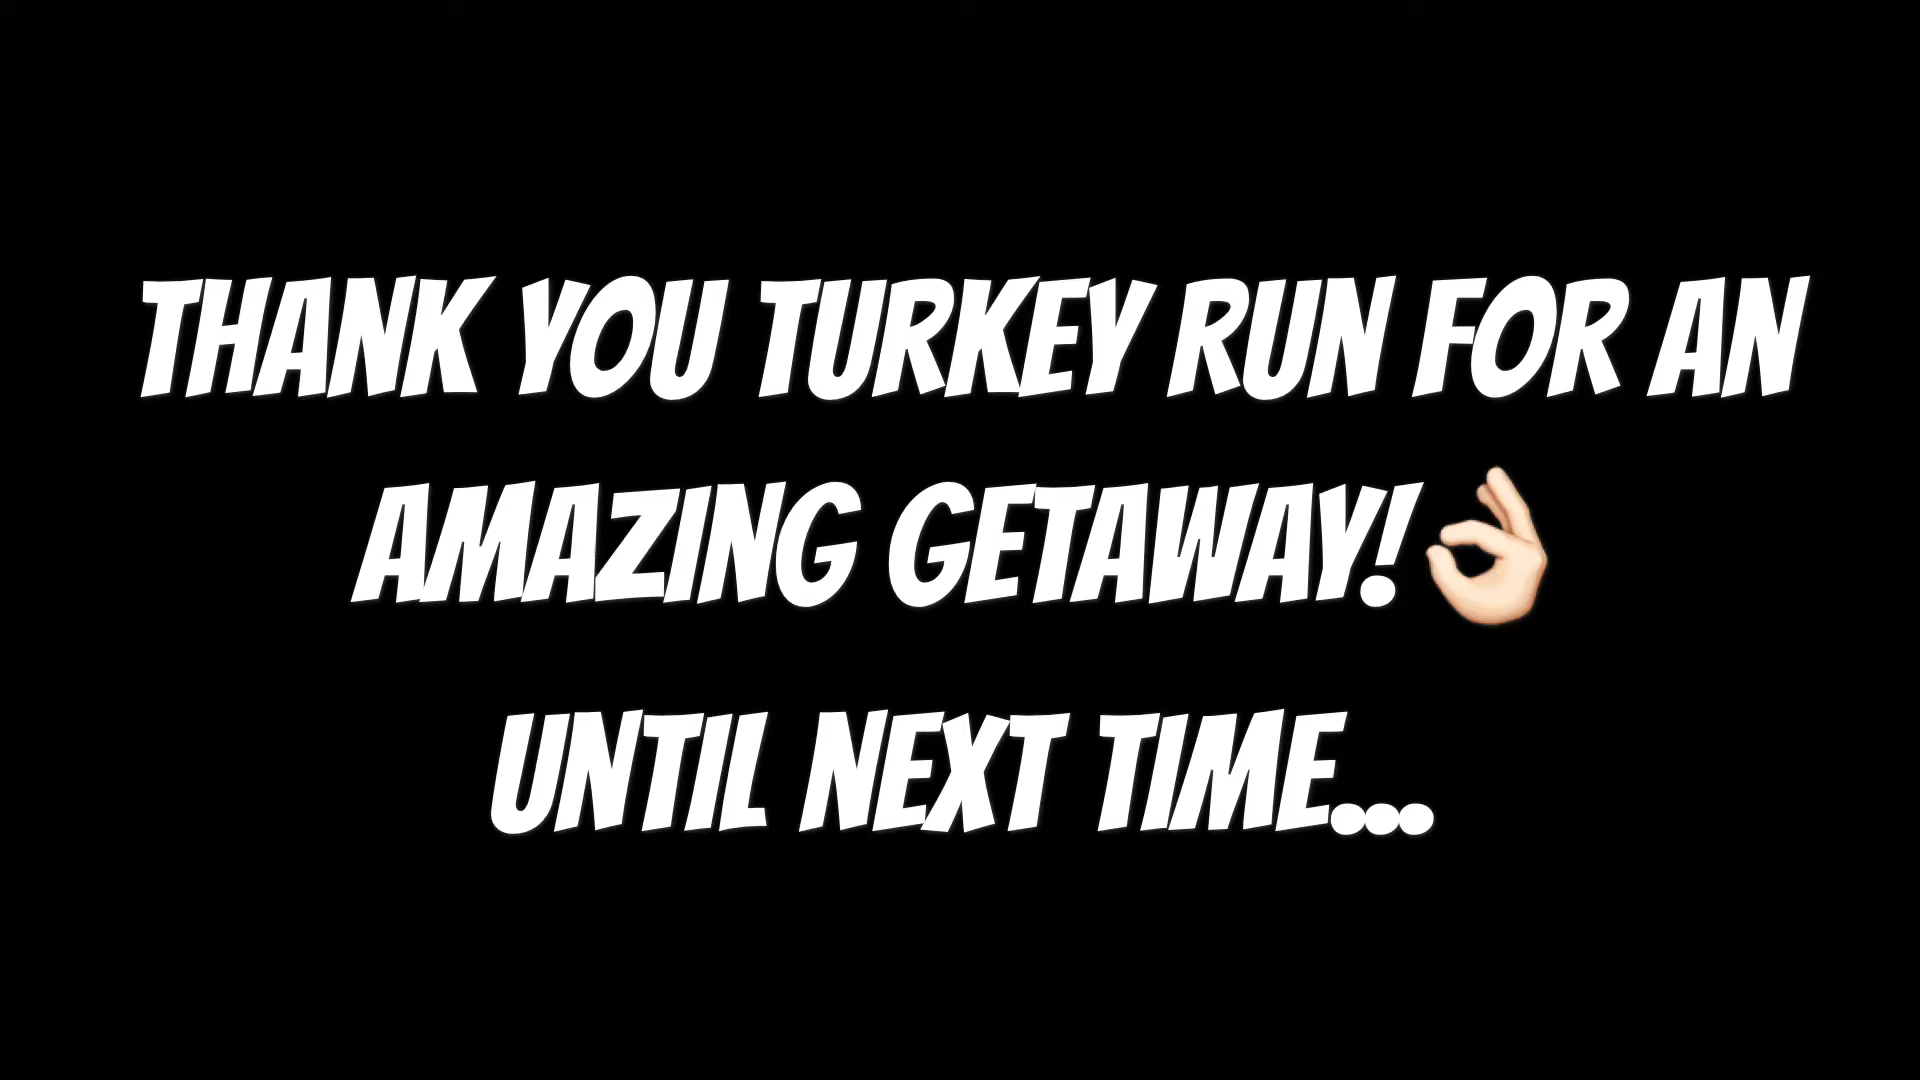 THANK YOU TURKEY RUN FOR AN
AMAZING GETAWAY!👌🏻
UNTIL NEXT TIME...